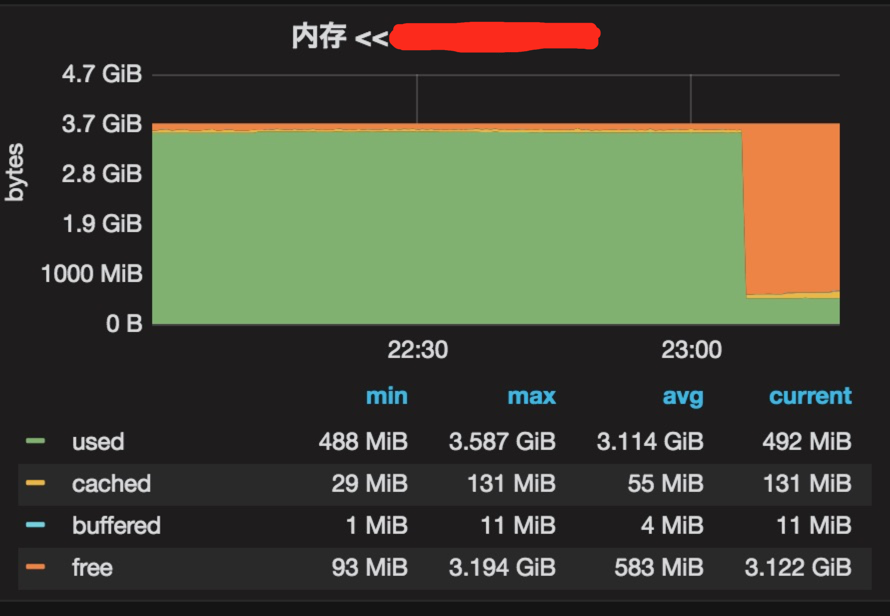 内存 <<
4.7 GiB
3.7 GiB
2.8 GiB
1.9 GiB
1000 MiB
0 B
bytes
22:30 23:00
min max avg current
used 488 MiB 3.587 GiB 3.114 GiB 492 MiB
cached 29 MiB 131 MiB 55 MiB 131 MiB
buffered 1 MiB 11 MiB 4 MiB 11 MiB
free 93 MiB 3.194 GiB 583 MiB 3.122 GiB